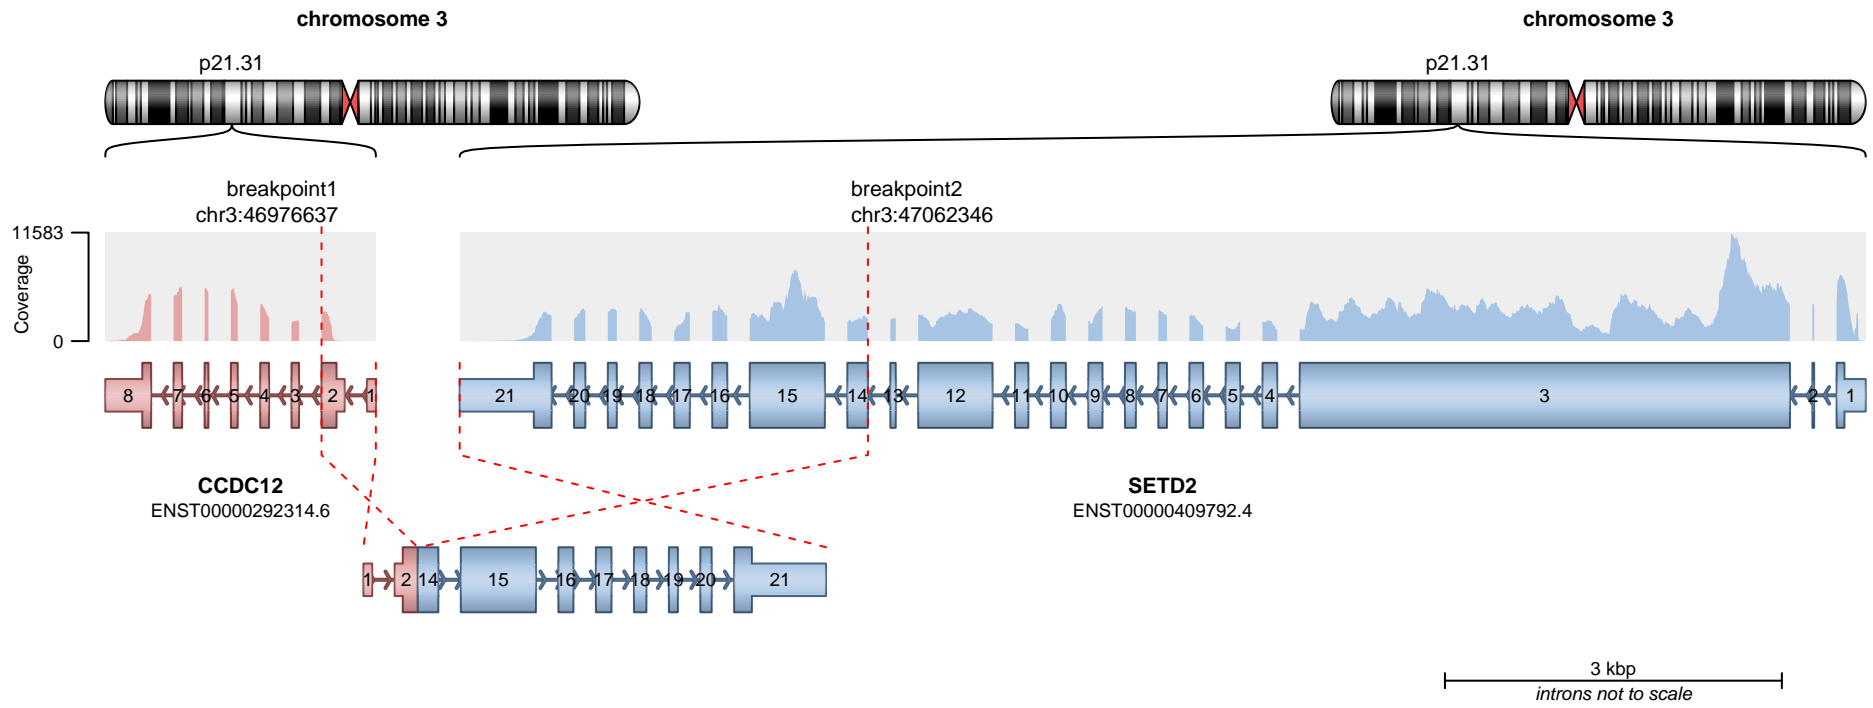 chromosome 3
chromosome 3
p21.31
p21.31
breakpoint1
chr3:46976637
breakpoint2
chr3:47062346
11583
Coverage
0
8 7 6 5 4 3 2 1
21 20 19 18 17 16 15 14 13 12 11 10 9 8 7 6 5 4 3 2 1
CCDC12
ENST00000292314.6
SETD2
ENST00000409792.4
1 2 14 15 16 17 18 19 20 21
3 kbp
introns not to scale